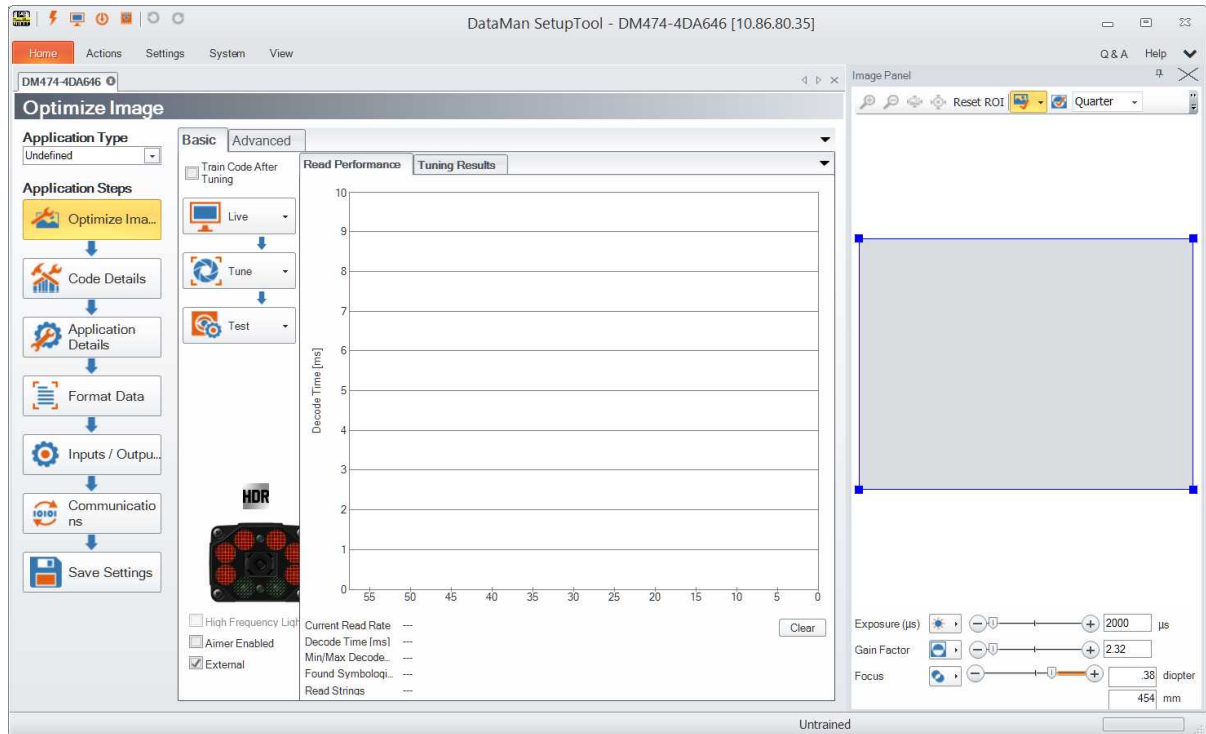 DataMan SetupTool - DM474-4DA646 [10.86.80.35]
Home Actions Settings System View Q & A Help
DM474-4DA646
Optimize Image
Application Type
Undefined
Application Steps
Optimize Ima...
Code Details
Application
Details
Format Data
Inputs / Outpu...
Communicatio
ns
Save Settings
Basic Advanced
Train Code After
Tuning
Live
Tune
Test
HDR
High Frequency Ligh
Aimer Enabled
External
Read Performance Tuning Results
Decode Time [ms]
10
9
8
7
6
5
4
3
2
1
0
55 50 45 40 35 30 25 20 15 10 5 0
Current Read Rate ---
Clear
Decode Time [ms] ---
Min/Max Decode... ---
Found Symbologi... ---
Read Strings ---
Image Panel
Reset ROI Quarter
Exposure (µs) 2000 µs
Gain Factor 2.32
Focus .38 diopter
454 mm
Untrained